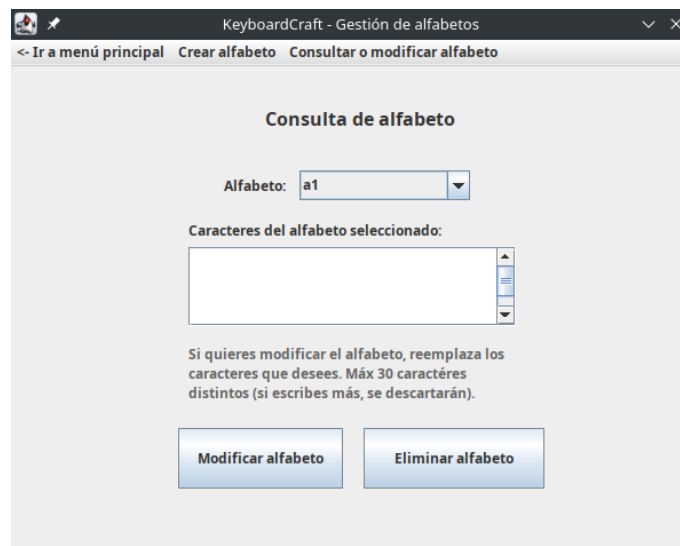 KeyboardCraft - Gestión de alfabetos
<- Ir a menú principal Crear alfabeto Consultar o modificar alfabeto
Consulta de alfabeto
Alfabeto: a1
Caracteres del alfabeto seleccionado:
Si quieres modificar el alfabeto, reemplaza los
caracteres que desees. Máx 30 caractéres
distintos (si escribes más, se descartarán).
Modificar alfabeto Eliminar alfabeto